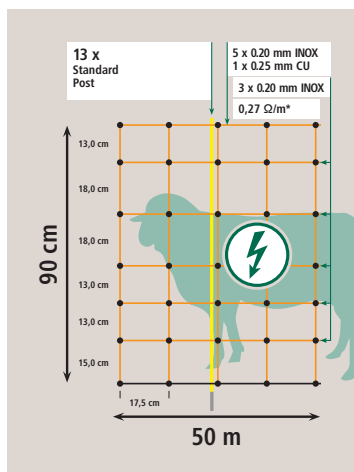 13 x
Standard
Post
5 x 0.20 mm INOX
1 x 0.25 mm CU
3 x 0.20 mm INOX
0,27 Ω/m*
13,0 cm
18,0 cm
18,0 cm
13,0 cm
13,0 cm
15,0 cm
90 cm
17,5 cm
50 m